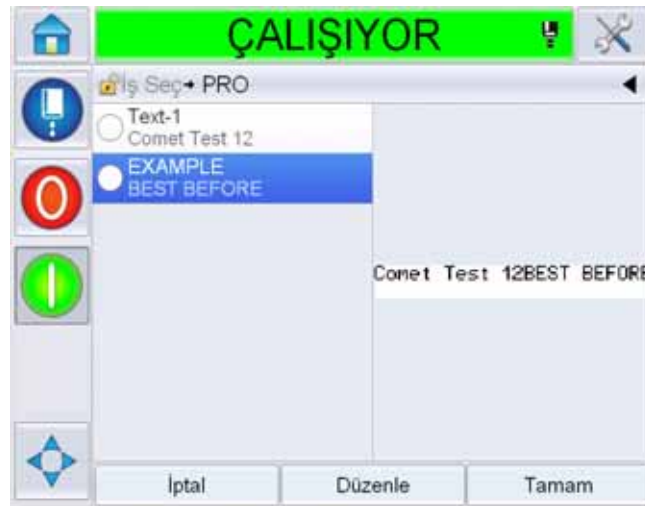 ÇALIŞIYOR
İş Seç→ PRO
Text-1
Comet Test 12
EXAMPLE
BEST BEFORE
Comet Test 12BEST BEFORE
İptal
Düzenle
Tamam